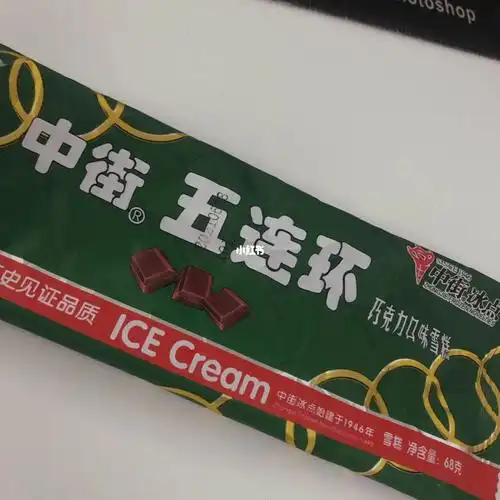 otoshop
中街® 五连环
小红书
中街冰点
巧克力口味雪糕
史见证品质
ICE Cream
中街冰点始建于1946年
雪糕 净含量：68克